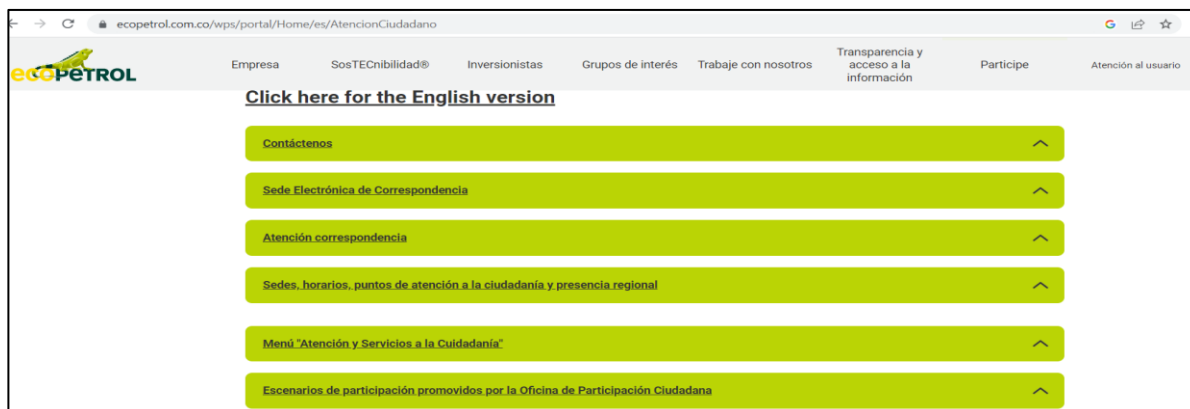 ecopetrol.com.co/wps/portal/Home/es/AtencionCiudadano
ecOPETROL
Empresa
SosTECnibilidad®
Inversionistas
Grupos de interés
Trabaje con nosotros
Transparencia y
acceso a la
información
Participe
Atención al usuario
Click here for the English version
Contáctenos
Sede Electrónica de Correspondencia
Atención correspondencia
Sedes, horarios, puntos de atención a la ciudadanía y presencia regional
Menú "Atención y Servicios a la Cuidadanía"
Escenarios de participación promovidos por la Oficina de Participación Ciudadana